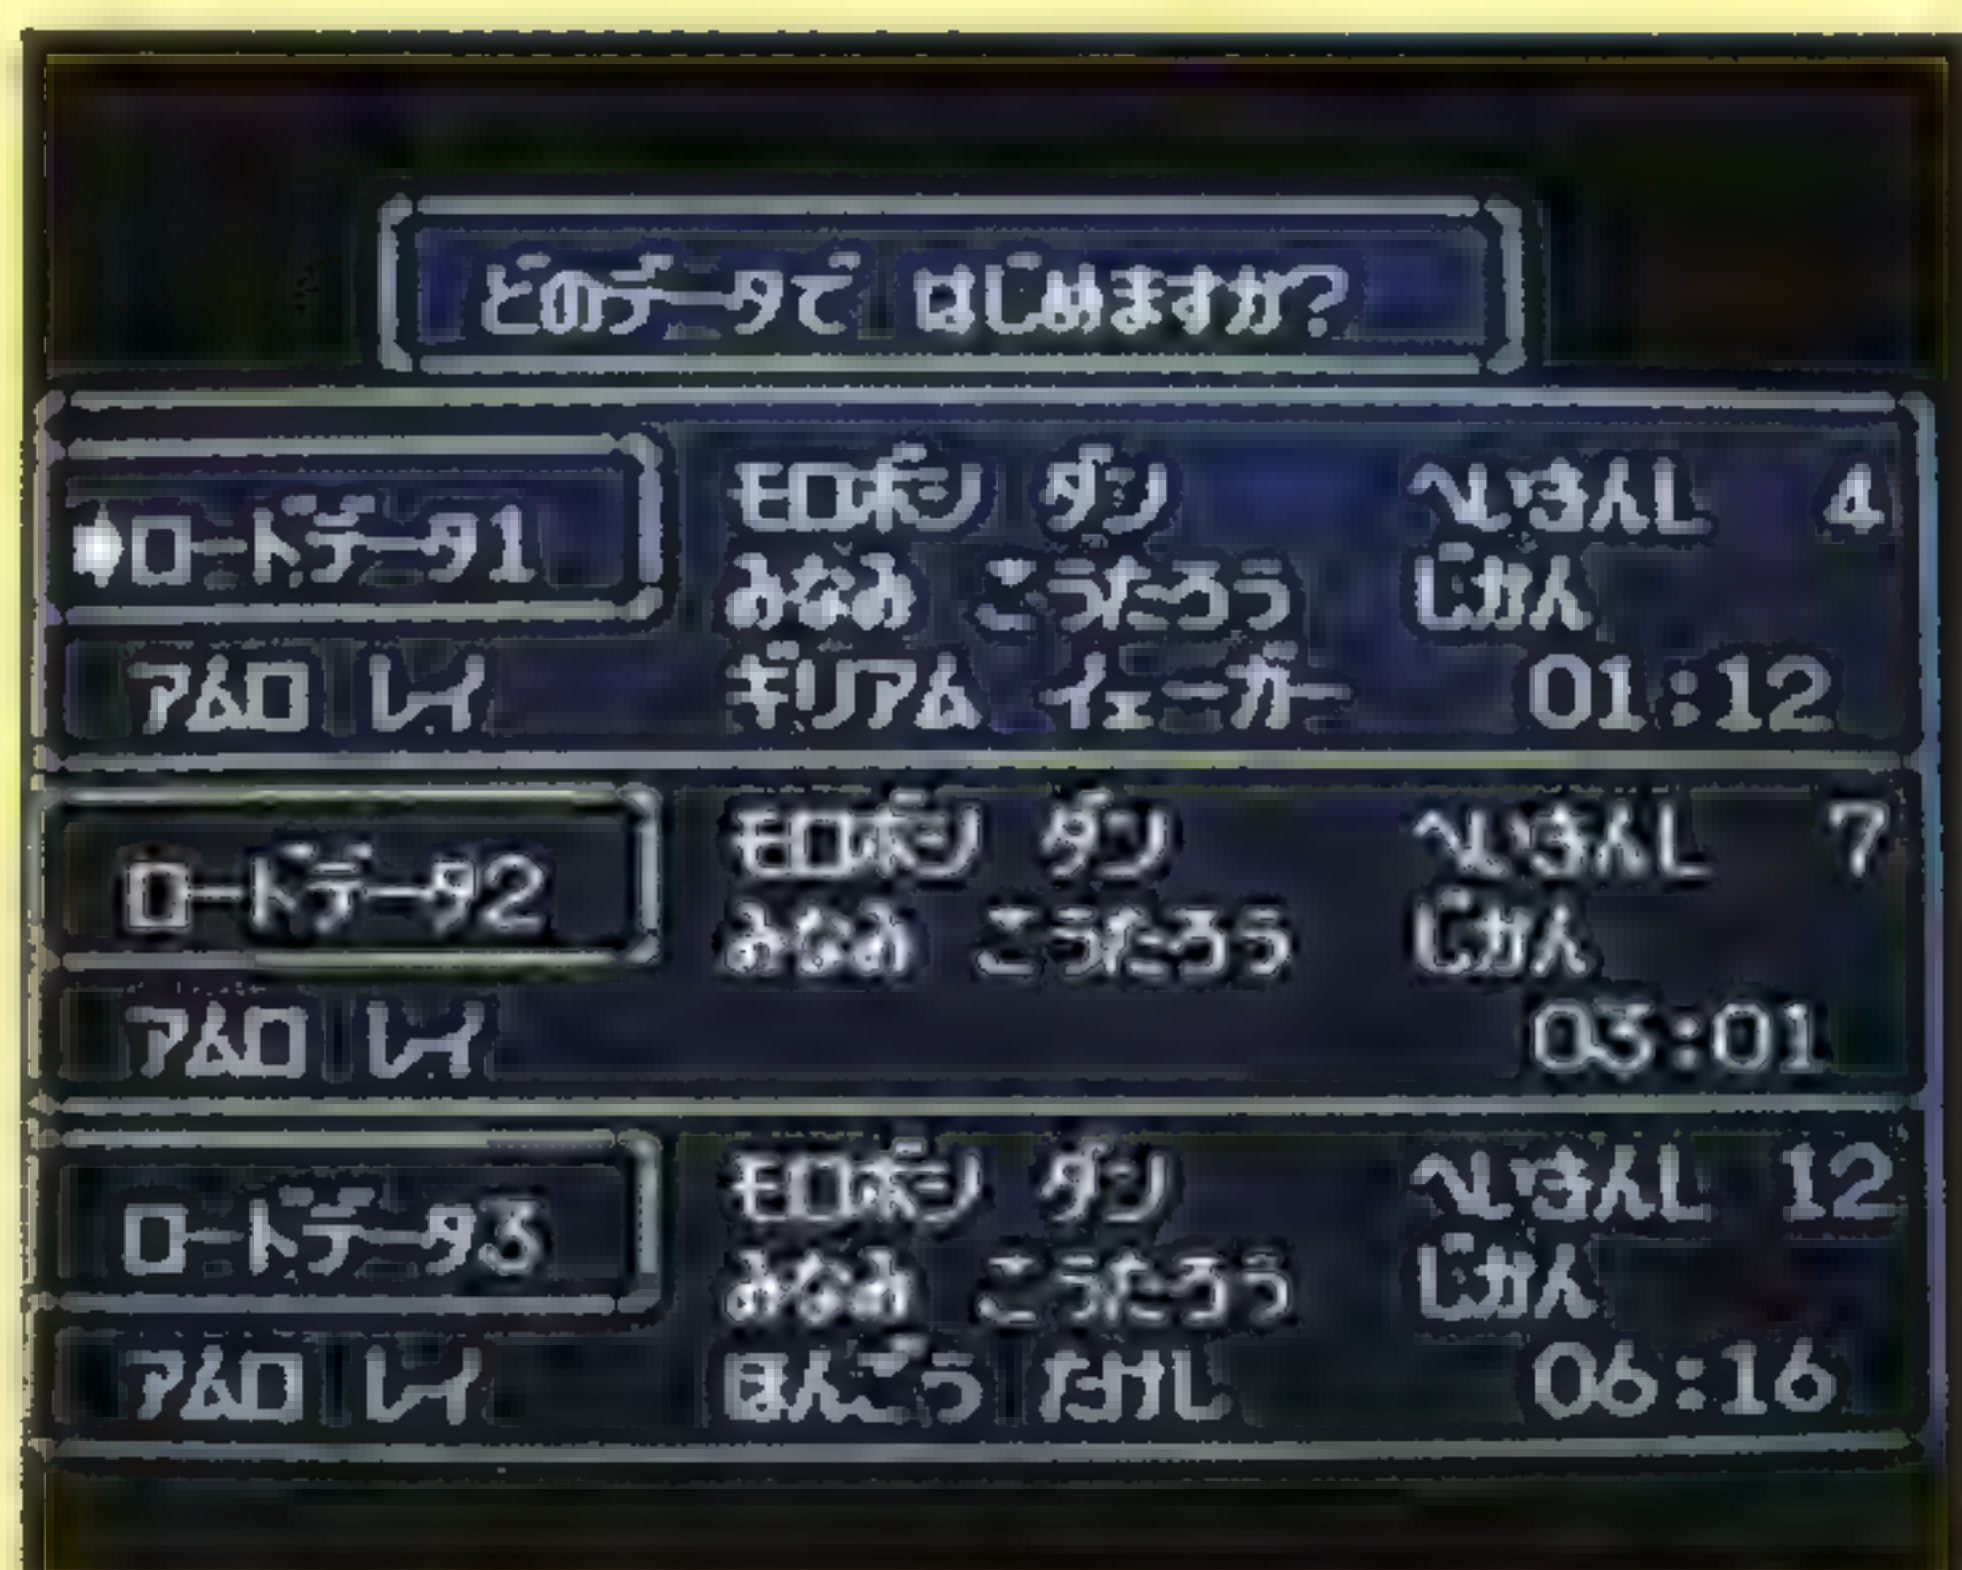 どのデータで はじめますか?
ロードデータ1
アムロ レイ
モロボシ ダン
みなみ こうたろう
ギリアム イェーガー
へいきんし 4
じかん
01:12
ロードデータ2
アムロ レイ
モロボシ ダン
みなみ こうたろう
へいきんし 7
じかん
03:01
ロードデータ3
アムロ レイ
モロボシ ダン
みなみ こうたろう
ほんごう たけし
へいきんし 12
じかん
06:16